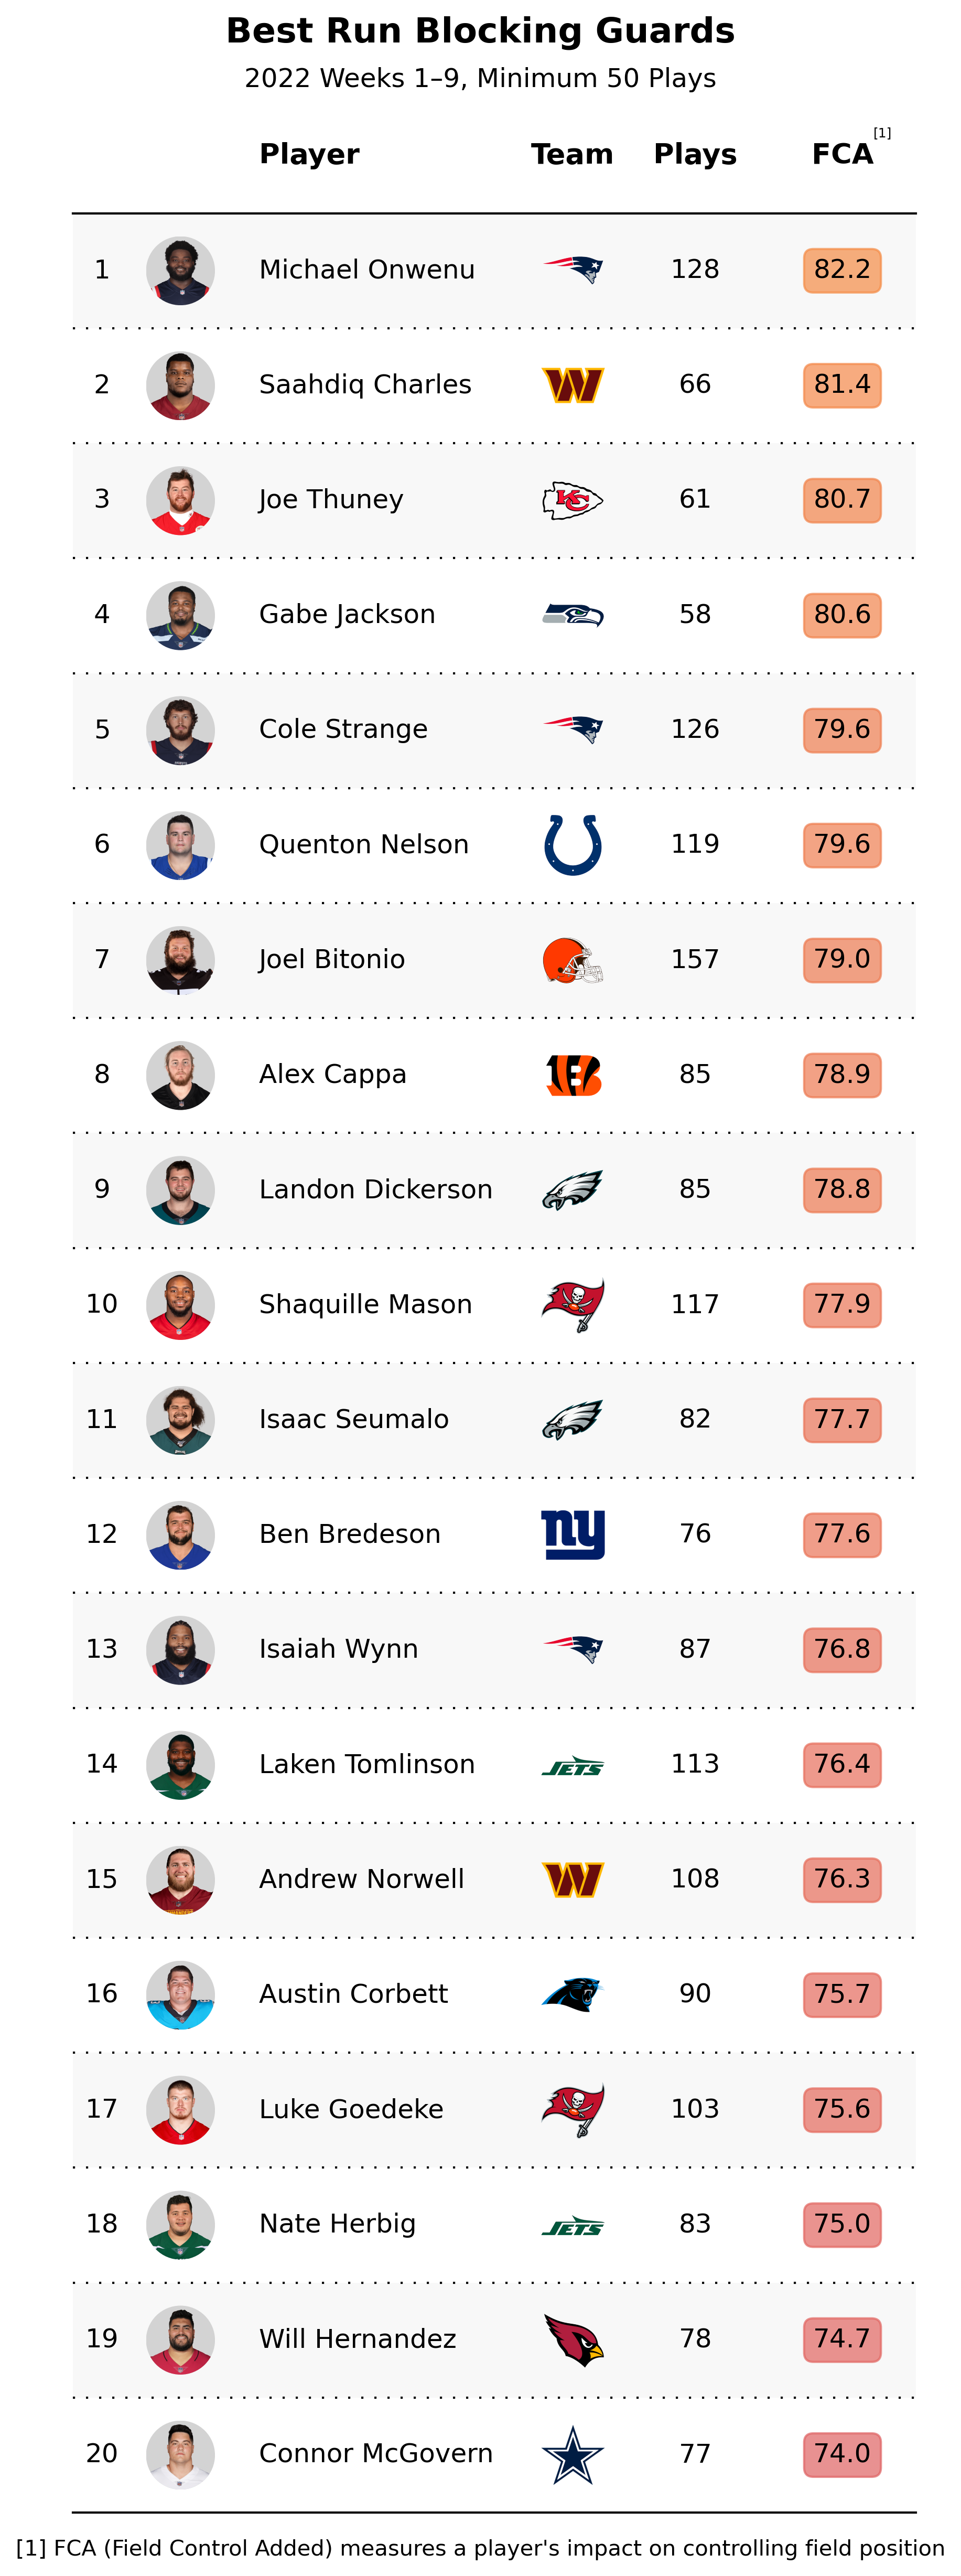 Best Run Blocking Guards
2022 Weeks 1–9, Minimum 50 Plays
Player Team Plays FCA[1]
1 Michael Onwenu 128 82.2
2 Saahdiq Charles W 66 81.4
3 Joe Thuney KC 61 80.7
4 Gabe Jackson 58 80.6
5 Cole Strange 126 79.6
6 Quenton Nelson 119 79.6
7 Joel Bitonio 157 79.0
8 Alex Cappa B 85 78.9
9 Landon Dickerson 85 78.8
10 Shaquille Mason 117 77.9
11 Isaac Seumalo 82 77.7
12 Ben Bredeson ny 76 77.6
13 Isaiah Wynn 87 76.8
14 Laken Tomlinson JETS 113 76.4
15 Andrew Norwell W 108 76.3
16 Austin Corbett 90 75.7
17 Luke Goedeke 103 75.6
18 Nate Herbig JETS 83 75.0
19 Will Hernandez 78 74.7
20 Connor McGovern 77 74.0
[1] FCA (Field Control Added) measures a player's impact on controlling field position